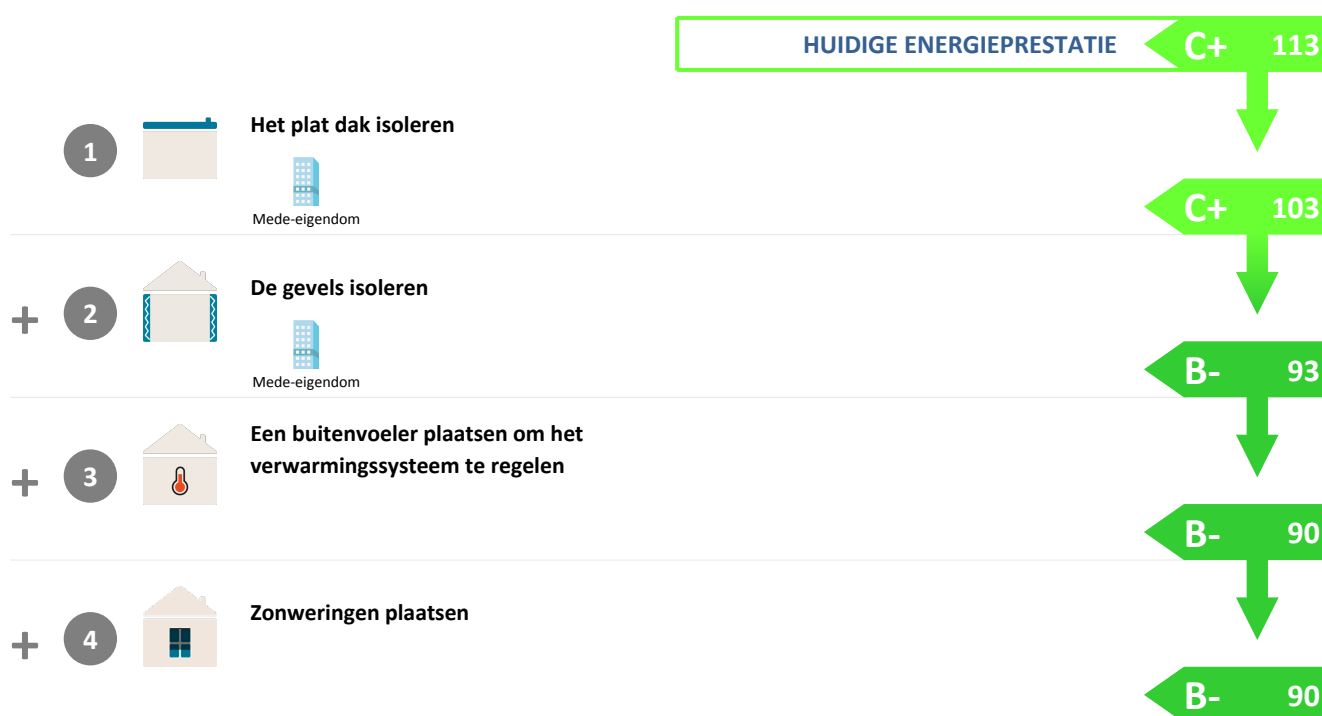 HUIDIGE ENERGIEPRESTATIE C+ 113
1 Het plat dak isoleren
Mede-eigendom
C+ 103
+ 2 De gevels isoleren
Mede-eigendom
B- 93
+ 3 Een buitenvoeler plaatsen om het
verwarmingssysteem te regelen
B- 90
+ 4 Zonweringen plaatsen
B- 90